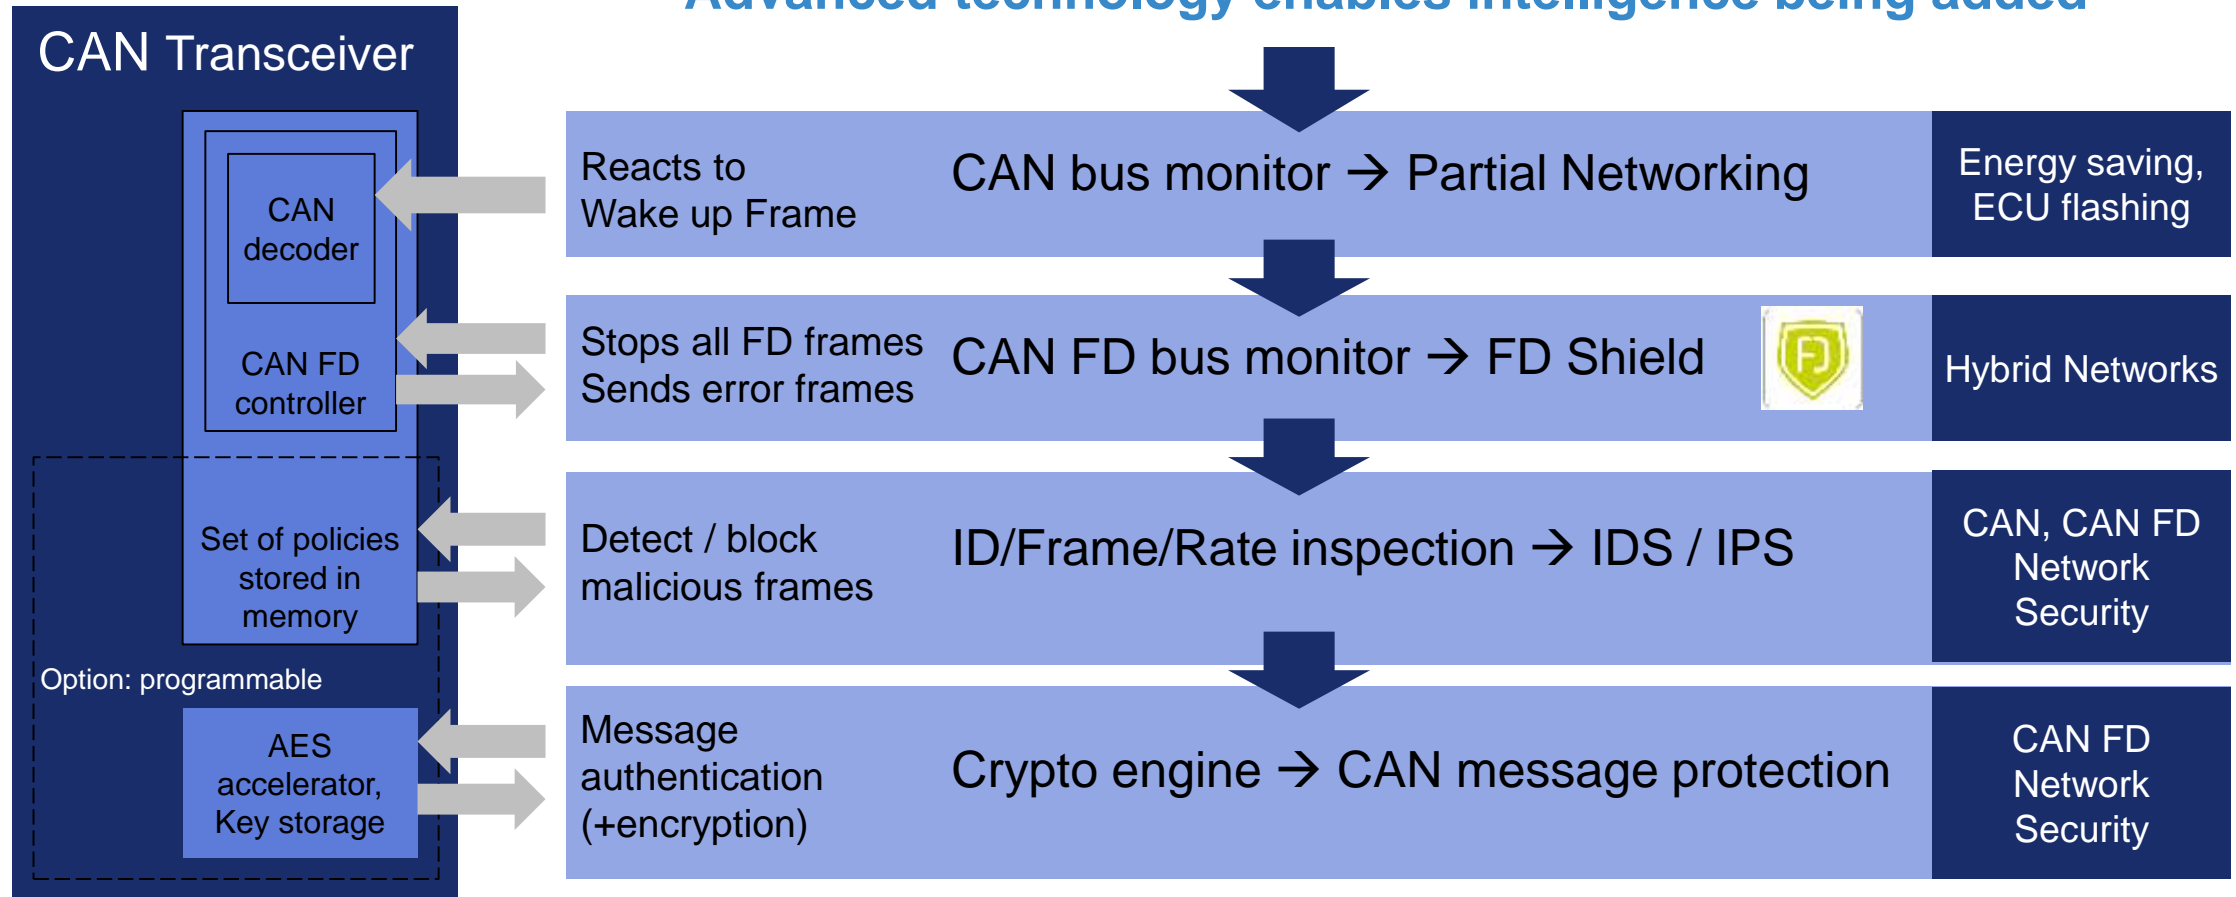 Advanced technology enables intelligence being added
CAN Transceiver
CAN
decoder
CAN FD
controller
Set of policies
stored in
memory
Option: programmable
AES
accelerator,
Key storage
Reacts to
Wake up Frame
CAN bus monitor → Partial Networking
Energy saving,
ECU flashing
Stops all FD frames
Sends error frames
CAN FD bus monitor → FD Shield
FD
Hybrid Networks
Detect / block
malicious frames
ID/Frame/Rate inspection → IDS / IPS
CAN, CAN FD
Network
Security
Message
authentication
(+encryption)
Crypto engine → CAN message protection
CAN FD
Network
Security